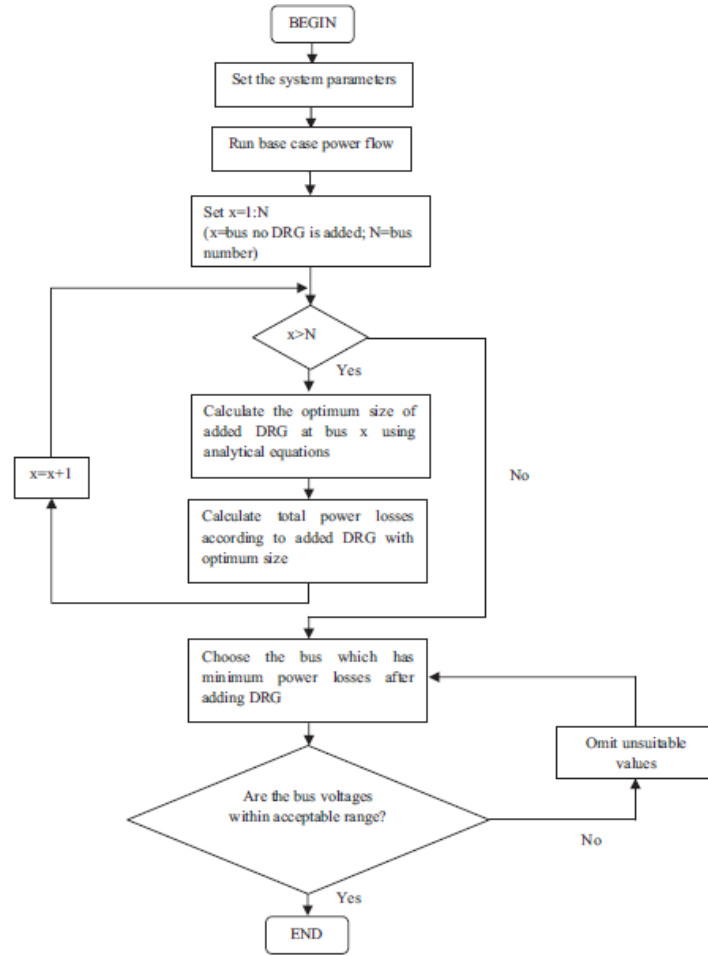 BEGIN
Set the system parameters
Run base case power flow
Set x=1:N
(x=bus no DRG is added; N=bus
number)
x>N
Yes
Calculate the optimum size of
added DRG at bus x using
analytical equations
x=x+1
No
Calculate total power losses
according to added DRG with
optimum size
Choose the bus which has
minimum power losses after
adding DRG
Omit unsuitable
values
Are the bus voltages
within acceptable range?
No
Yes
END